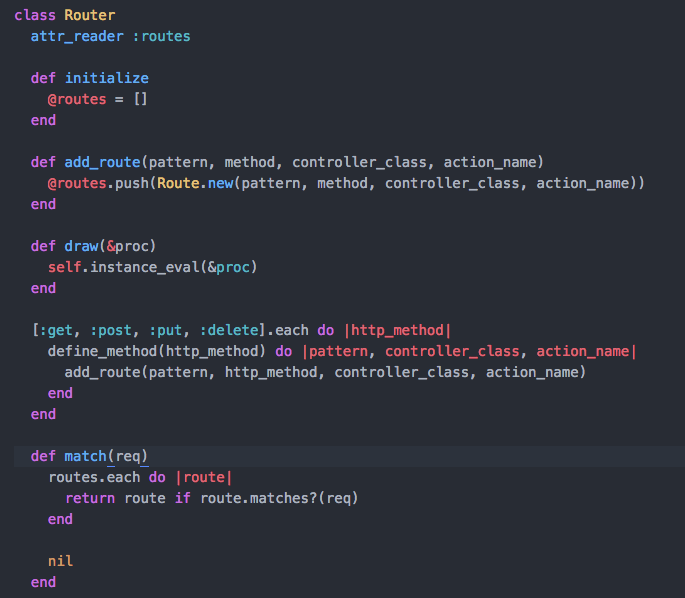 class Router
  attr_reader :routes

  def initialize
    @routes = []
  end

  def add_route(pattern, method, controller_class, action_name)
    @routes.push(Route.new(pattern, method, controller_class, action_name))
  end

  def draw(&proc)
    self.instance_eval(&proc)
  end

  [:get, :post, :put, :delete].each do |http_method|
    define_method(http_method) do |pattern, controller_class, action_name|
      add_route(pattern, http_method, controller_class, action_name)
    end
  end

  def match(req)
    routes.each do |route|
      return route if route.matches?(req)
    end

    nil
  end